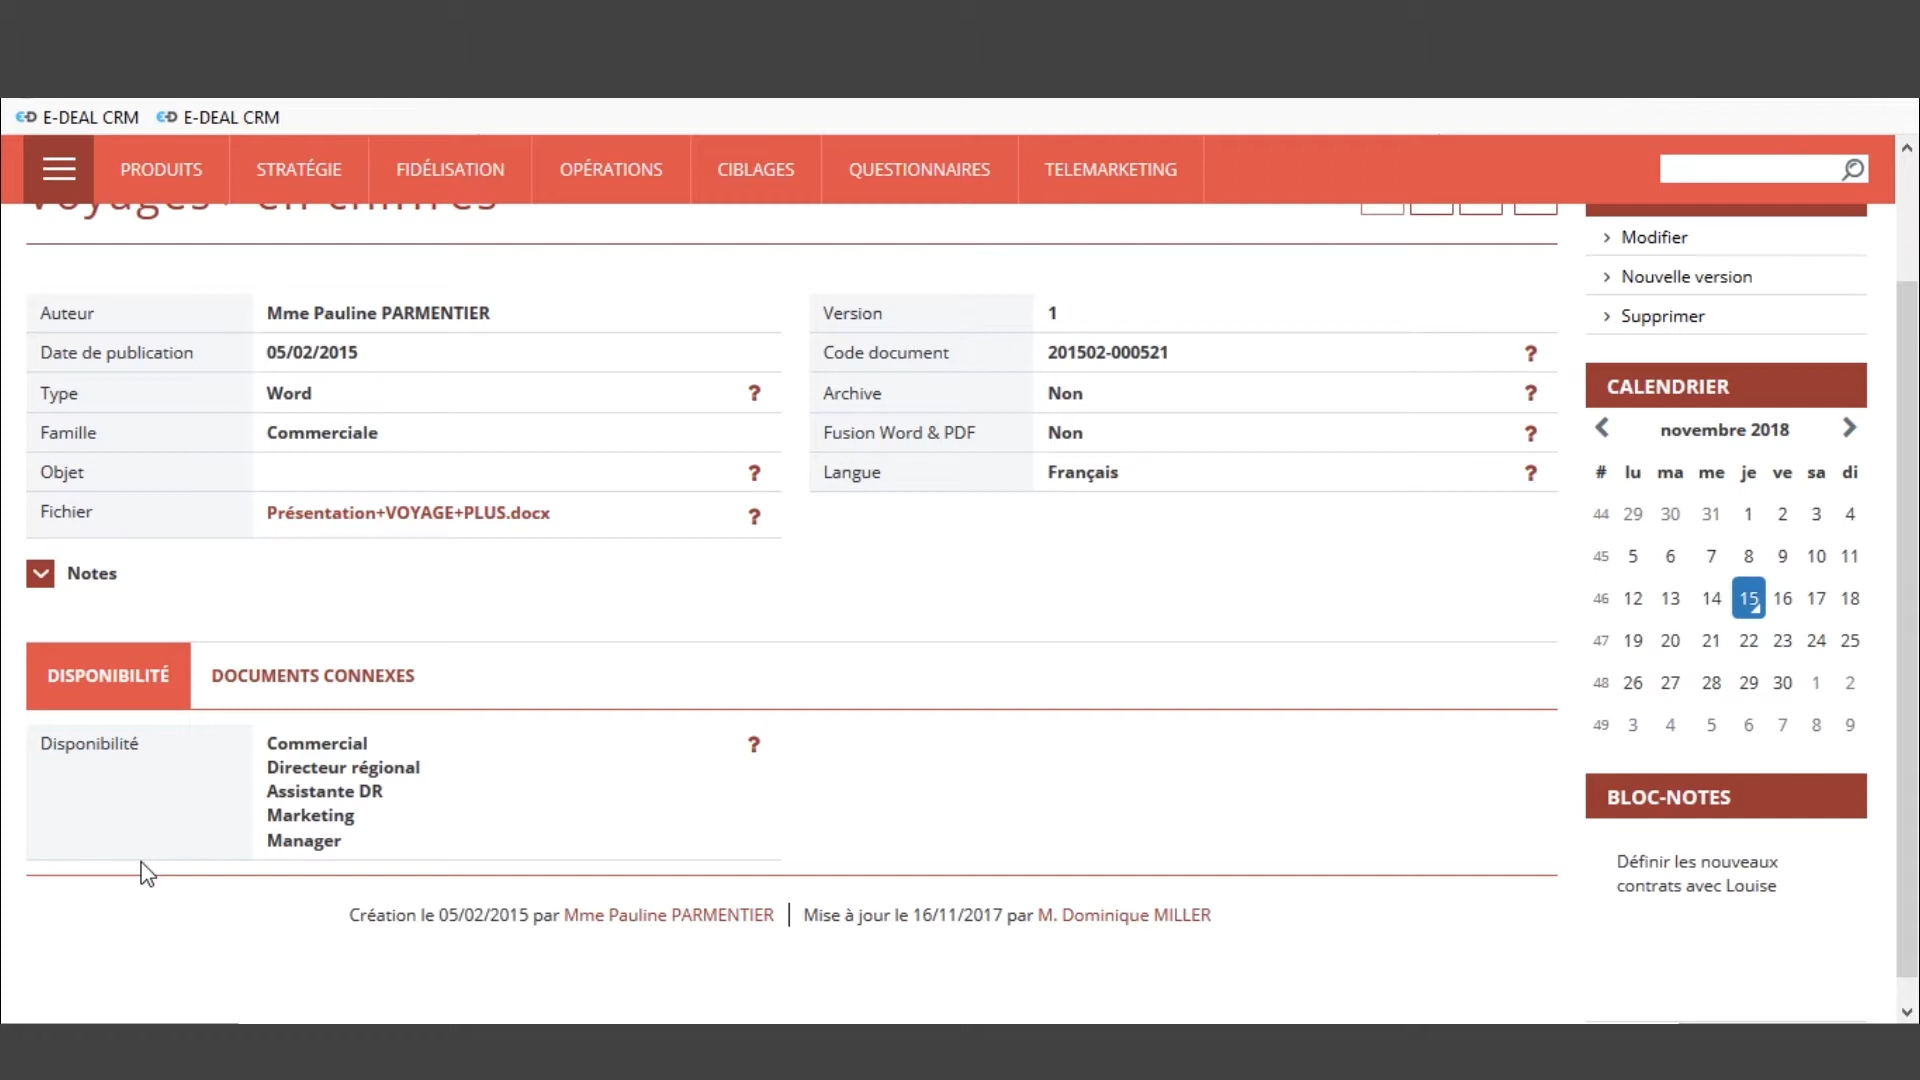 E-DEAL CRM E-DEAL CRM
PRODUITS STRATÉGIE FIDÉLISATION OPÉRATIONS CIBLAGES QUESTIONNAIRES TELEMARKETING
Auteur Mme Pauline PARMENTIER
Date de publication 05/02/2015
Type Word ?
Famille Commerciale
Objet ?
Fichier Présentation+VOYAGE+PLUS.docx ?
Version 1
Code document 201502-000521 ?
Archive Non ?
Fusion Word & PDF Non ?
Langue Français ?
Notes
DISPONIBILITÉ DOCUMENTS CONNEXES
Disponibilité Commercial ?
Directeur régional
Assistante DR
Marketing
Manager
Création le 05/02/2015 par Mme Pauline PARMENTIER Mise à jour le 16/11/2017 par M. Dominique MILLER
Modifier
Nouvelle version
Supprimer
CALENDRIER
novembre 2018
# lu ma me je ve sa di
44 29 30 31 1 2 3 4
45 5 6 7 8 9 10 11
46 12 13 14 15 16 17 18
47 19 20 21 22 23 24 25
48 26 27 28 29 30 1 2
49 3 4 5 6 7 8 9
BLOC-NOTES
Définir les nouveaux
contrats avec Louise